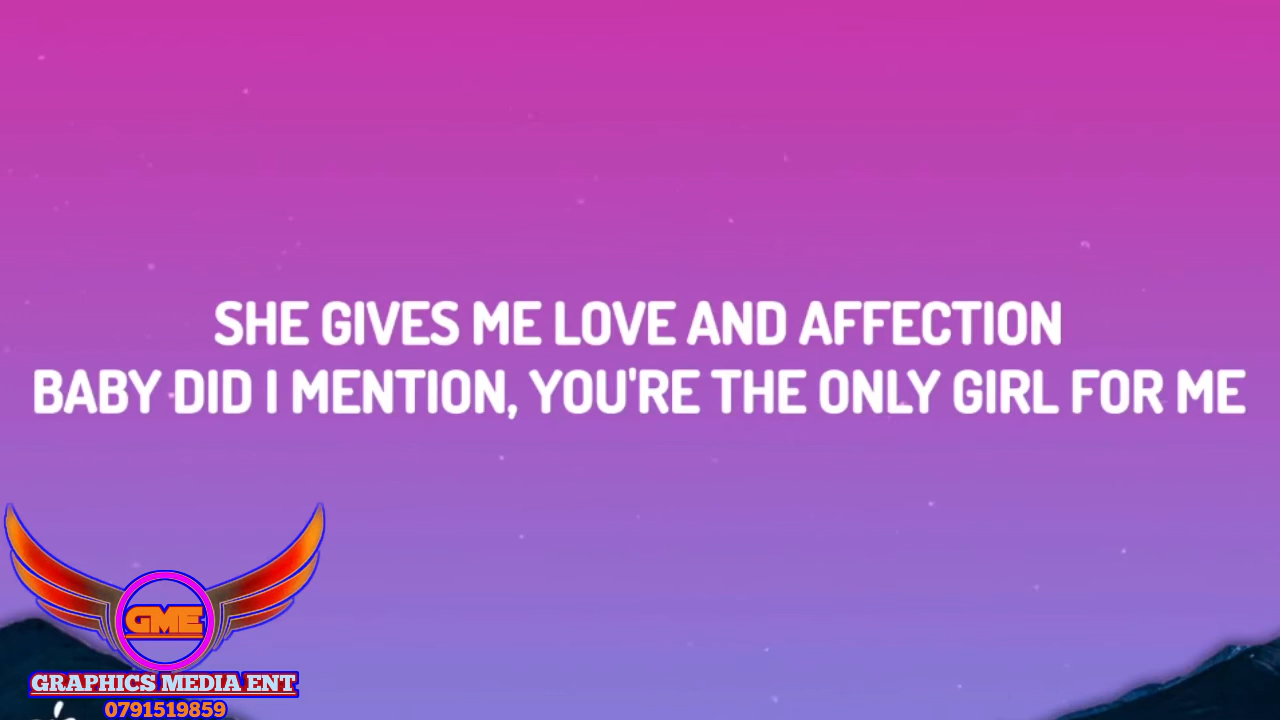 SHE GIVES ME LOVE AND AFFECTION
BABY DID I MENTION, YOU'RE THE ONLY GIRL FOR ME
GME
GRAPHICS MEDIA ENT
0791519859